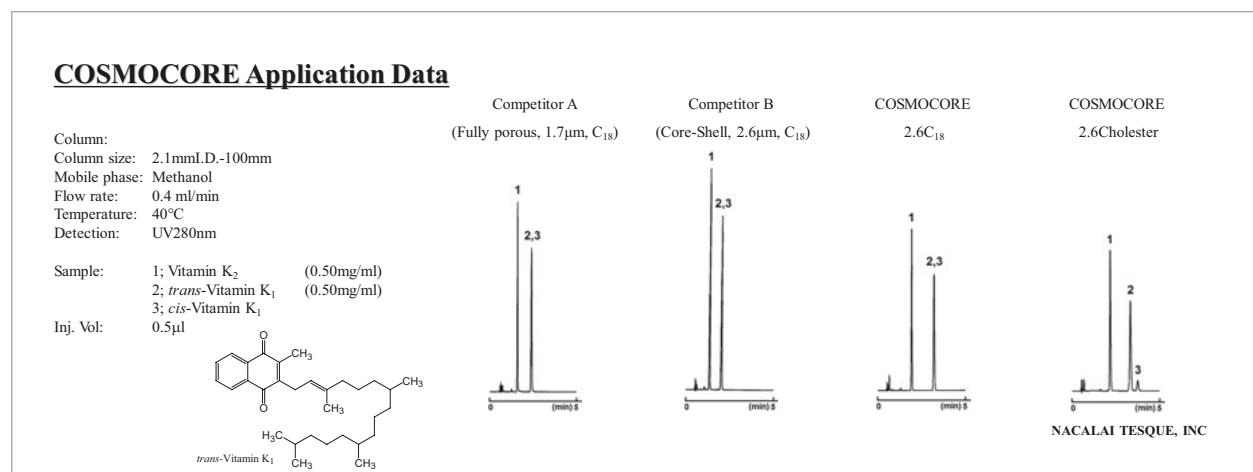 COSMOCORE Application Data
Column:
Column size: 2.1mmI.D.-100mm
Mobile phase: Methanol
Flow rate: 0.4 ml/min
Temperature: 40°C
Detection: UV280nm
Sample: 1; Vitamin K₂ (0.50mg/ml)
2; trans-Vitamin K₁ (0.50mg/ml)
3; cis-Vitamin K₁
Inj. Vol: 0.5μl
O
CH₃
O
CH₃
CH₃
H₃C
CH₃
CH₃
trans-Vitamin K₁
Competitor A
(Fully porous, 1.7μm, C₁₈)
1
2,3
0 (min) 5
Competitor B
(Core-Shell, 2.6μm, C₁₈)
1
2,3
0 (min) 5
COSMOCORE
2.6C₁₈
1
2,3
0 (min) 5
COSMOCORE
2.6Cholester
1
2
3
0 (min) 5
NACALAI TESQUE, INC